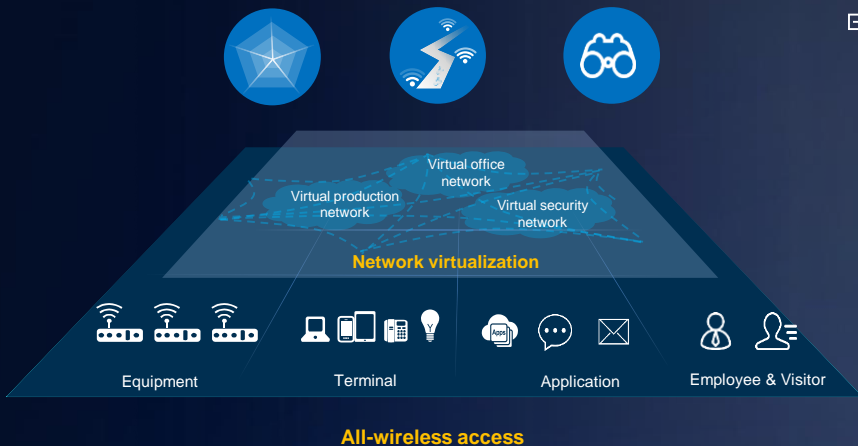 Virtual office
network
Virtual production
network
Virtual security
network
Network virtualization
Apps
Equipment
Terminal
Application
Employee & Visitor
All-wireless access